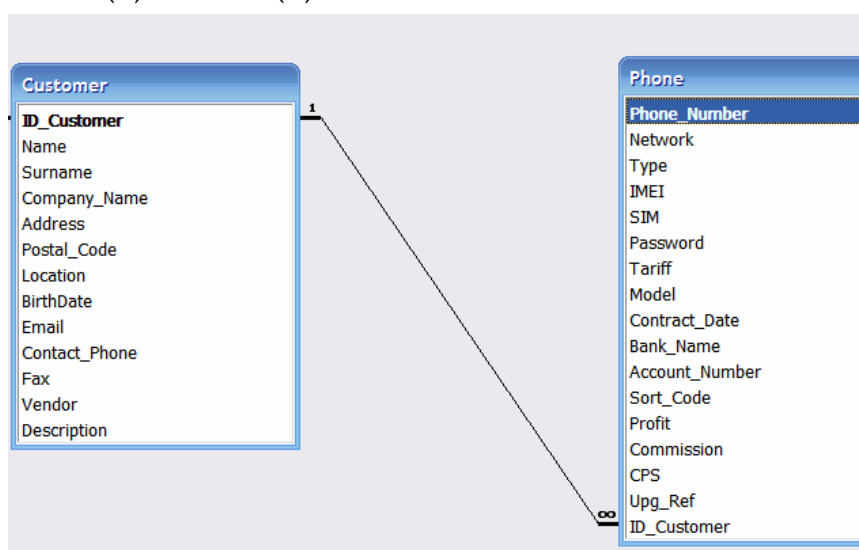 Customer
ID_Customer
Name
Surname
Company_Name
Address
Postal_Code
Location
BirthDate
Email
Contact_Phone
Fax
Vendor
Description
1
∞
Phone
Phone_Number
Network
Type
IMEI
SIM
Password
Tariff
Model
Contract_Date
Bank_Name
Account_Number
Sort_Code
Profit
Commission
CPS
Upg_Ref
ID_Customer